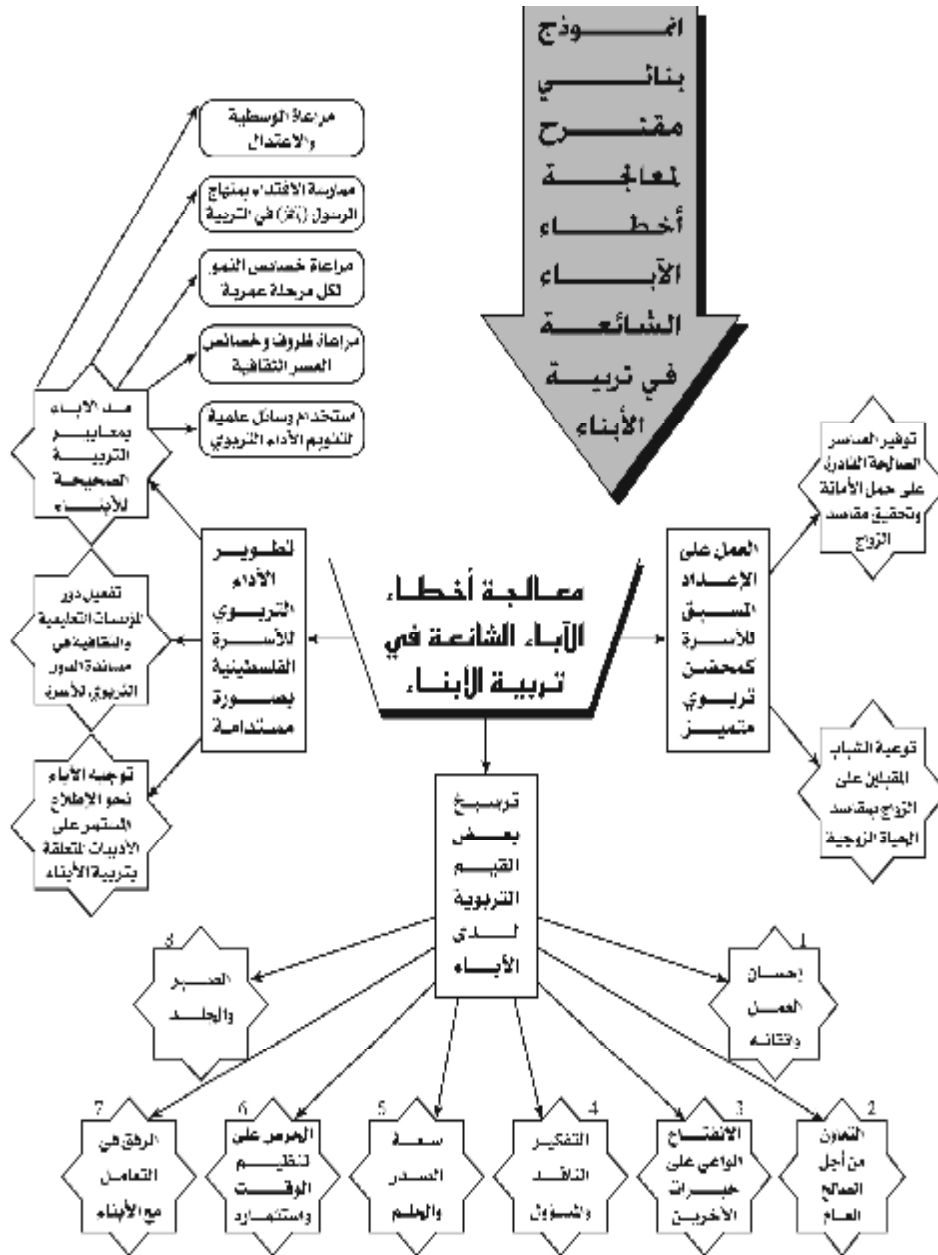 انموذج
بنائي
مقترح
لمعالجة
أخطاء
الآباء
الشائعة
في تربية
الأبناء
مراعاة الوسطية
والاعتدال
ممارسة الاقتداء بمنهاج
الرسول (ﷺ) في التربية
مراعاة خصائص النمو
لكل مرحلة عمرية
مراعاة ظروف وخصائص
العصر الثقافية
استخدام وسائل علمية
لتقويم الأداء التربوي
مد الآباء
بمعايير
التربية
الصحيحة
للأبناء
توفير العناصر
الصالحة القادرة
على حمل الأمانة
وتحقيق مقاصد
الزواج
العمل على
الإعداد
المسبق
للأسرة
كمحضن
تربوي
متميز
معالجة أخطاء
الآباء الشائعة في
تربية الأبناء
تطوير
الأداء
التربوي
للأسرة
الفلسطينية
بصورة
مستدامة
تفعيل دور
المؤسسات التعليمية
والثقافية في
مساندة الدور
التربوي للأسرة
توعية الشباب
المقبلين على
الزواج بمقاصد
الحياة الزوجية
توجيه الآباء
نحو الإطلاع
المستمر على
الأدبيات المتعلقة
بتربية الأبناء
ترسيخ
بعض
القيم
التربوية
لدى
الأباء
1
إحسان
العمل
واتقانه
2
التعاون
من أجل
الصالح
العام
3
الانفتاح
الواعي على
خبرات
الأخرين
4
التفكير
الناقد
والمسؤول
5
سعة
الصدر
والحلم
6
الحرص على
تنظيم
الوقت
واستثماره
7
الرفق في
التعامل
مع الأبناء
8
الصبر
والجلد